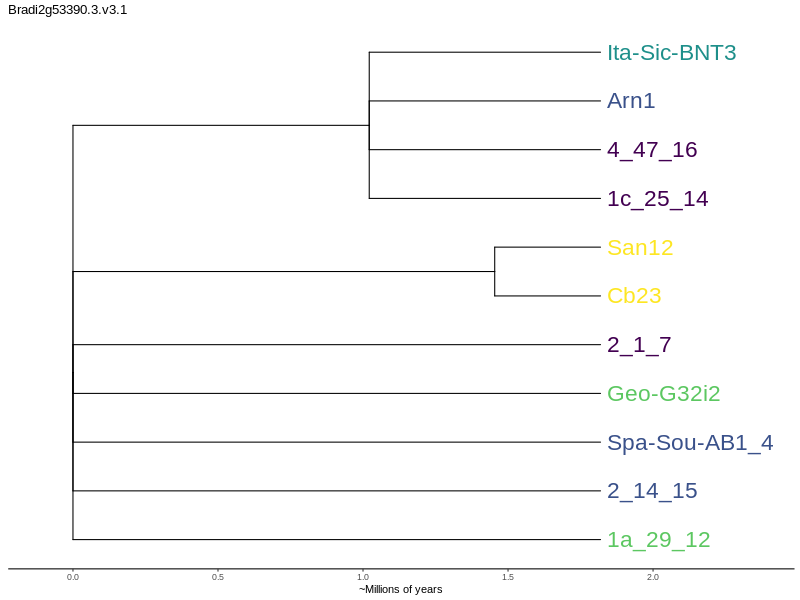 Bradi2g53390.3.v3.1
Ita-Sic-BNT3
Arn1
4_47_16
1c_25_14
San12
Cb23
2_1_7
Geo-G32i2
Spa-Sou-AB1_4
2_14_15
1a_29_12
0.0 0.5 1.0 1.5 2.0
~Millions of years